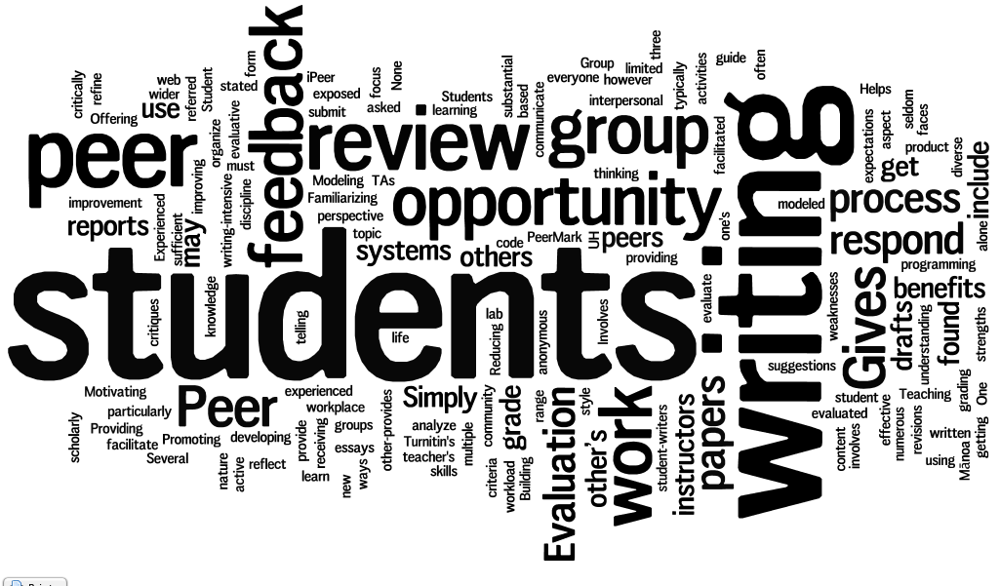 students
writing
peer
feedback
review
group
opportunity
Peer
work
Evaluation
papers
Gives
process
respond
get
include
benefits
found
drafts
use
reports
may
systems
others
peers
Simply
grade
other's
instructors
critically
refine
Offering
web
wider
referred
Student
stated
form
iPeer
exposed
submit
focus
None
asked
Students
learning
substantial
based
communicate
Group
everyone
however
limited
three
interpersonal
typically
activities
guide
often
facilitated
thinking
Helps
expectations
aspect
seldom
faces
product
diverse
alone
modeled
programming
organize
evaluative
must
improving
writing-intensive
discipline
improvement
Experienced
sufficient
Modeling
TAs
Familiarizing
perspective
topic
code
PeerMark
UH
providing
one's
evaluate
critiques
knowledge
telling
life
lab
Reducing
anonymous
Involves
weaknesses
suggestions
understanding
strengths
Motivating
particularly
Providing
facilitate
scholarly
Several
Promoting
developing
nature
active
reflect
experienced
workplace
provide
receiving
groups
essays
learn
new
ways
other-provides
analyze
Turnitin's
teacher's
skills
multiple
community
criteria
workload
Building
range
style
student-writers
student
evaluated
content
involves
effective
numerous
revisions
Teaching
grading
One
written
using
Mānoa
getting